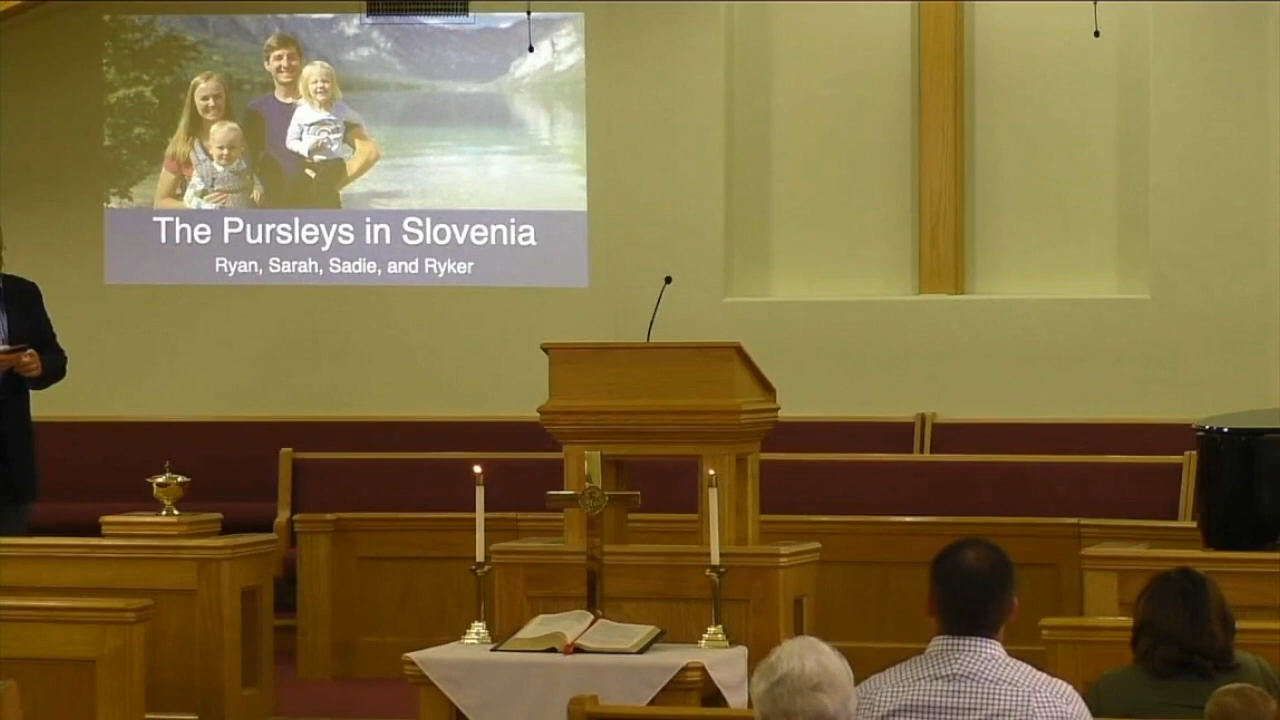 The Pursleys in Slovenia
Ryan, Sarah, Sadie, and Ryker